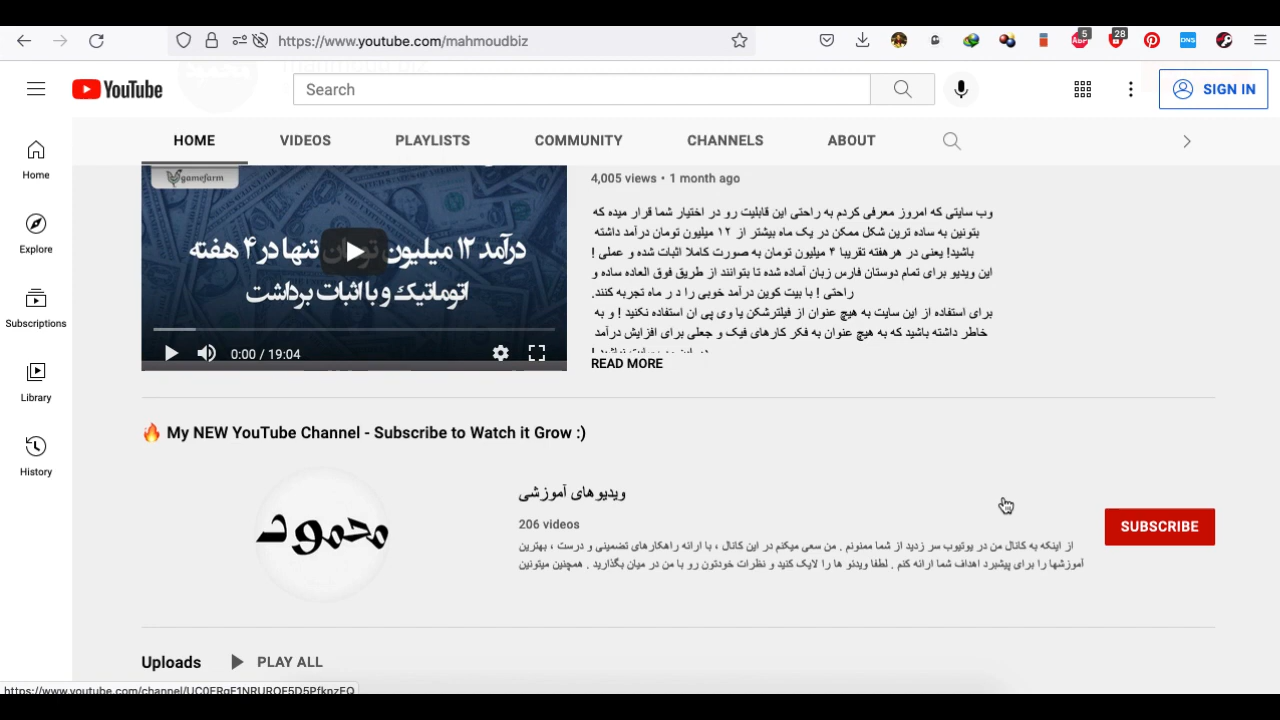 https://www.youtube.com/mahmoudbiz
5
28
DNS
YouTube
Search
SIGN IN
HOME
VIDEOS
PLAYLISTS
COMMUNITY
CHANNELS
ABOUT
Home
Explore
Subscriptions
Library
History
gamefarm
درآمد ۱۲ میلیون تومان تنها در ۴ هفته
اتوماتیک و با اثبات برداشت
0:00 / 19:04
4,005 views • 1 month ago
وب سایتی که امروز معرفی کردم به راحتی این قابلیت رو در اختیار شما قرار میده که
بتونین به ساده ترین شکل ممکن در یک ماه بیشتر از ۱۲ میلیون تومان درآمد داشته
باشید! یعنی در هرهفته تقریبا ۴ میلیون تومان به صورت کاملا اثبات شده و عملی !
این ویدیو برای تمام دوستان فارس زبان آماده شده تا بتوانند از طریق فوق العاده ساده و
راحتی ! با بیت کوین درآمد خوبی را د ر ماه تجربه کنند.
برای استفاده از این سایت به هیچ عنوان از فیلترشکن یا وی پی ان استفاده نکنید ! و به
خاطر داشته باشید که به هیچ عنوان به فکر کارهای فیک و جعلی برای افزایش درآمد
READ MORE
🔥 My NEW YouTube Channel - Subscribe to Watch it Grow :)
محمود
ویدیوهای آموزشی
206 videos
از اینکه به کانال من در یوتیوب سر زدید از شما ممنونم . من سعی میکنم در این کانال ، با ارائه راهکارهای تضمینی و درست ، بهترین
آموزشها را برای پیشبرد اهداف شما ارائه کنم . لطفا ویدئو ها را لایک کنید و نظرات خودتون رو با من در میان بگذارید . همچنین میتونین
SUBSCRIBE
Uploads
PLAY ALL